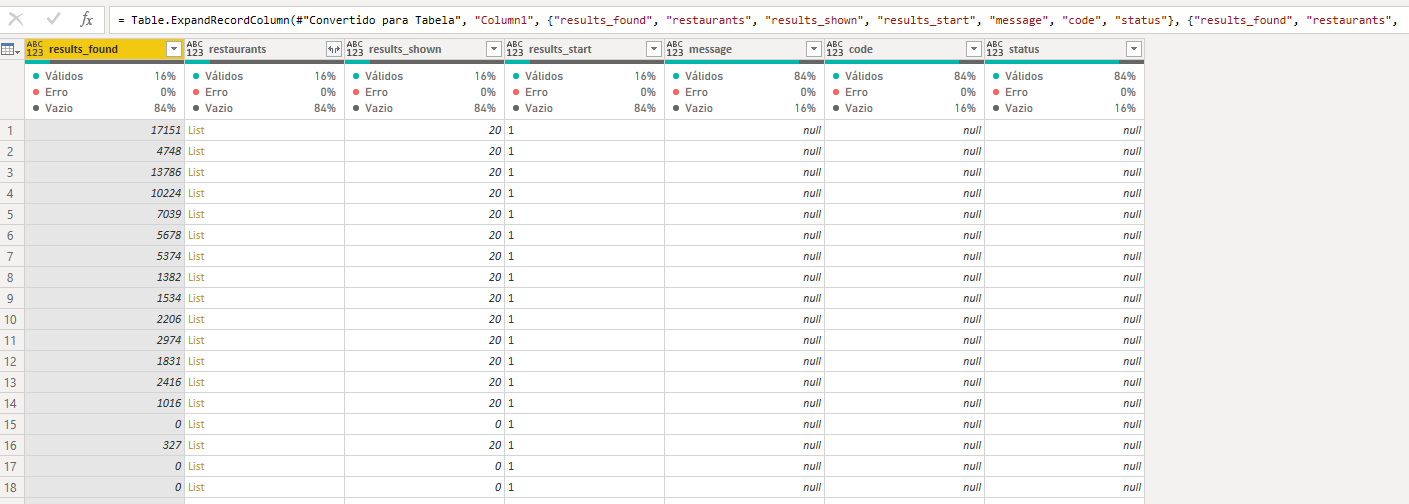 = Table.ExpandRecordColumn(#"Convertido para Tabela", "Column1", {"results_found", "restaurants", "results_shown", "results_start", "message", "code", "status"}, {"results_found", "restaurants",
ABC 123 results_found ABC 123 restaurants ABC 123 results_shown ABC 123 results_start ABC 123 message ABC 123 code ABC 123 status
Válidos 16% Válidos 16% Válidos 16% Válidos 16% Válidos 84% Válidos 84% Válidos 84%
Erro 0% Erro 0% Erro 0% Erro 0% Erro 0% Erro 0% Erro 0%
Vazio 84% Vazio 84% Vazio 84% Vazio 84% Vazio 16% Vazio 16% Vazio 16%
1 17151 List 20 1 null null null
2 4748 List 20 1 null null null
3 13786 List 20 1 null null null
4 10224 List 20 1 null null null
5 7039 List 20 1 null null null
6 5678 List 20 1 null null null
7 5374 List 20 1 null null null
8 1382 List 20 1 null null null
9 1534 List 20 1 null null null
10 2206 List 20 1 null null null
11 2974 List 20 1 null null null
12 1831 List 20 1 null null null
13 2416 List 20 1 null null null
14 1016 List 20 1 null null null
15 0 List 0 1 null null null
16 327 List 20 1 null null null
17 0 List 0 1 null null null
18 0 List 0 1 null null null